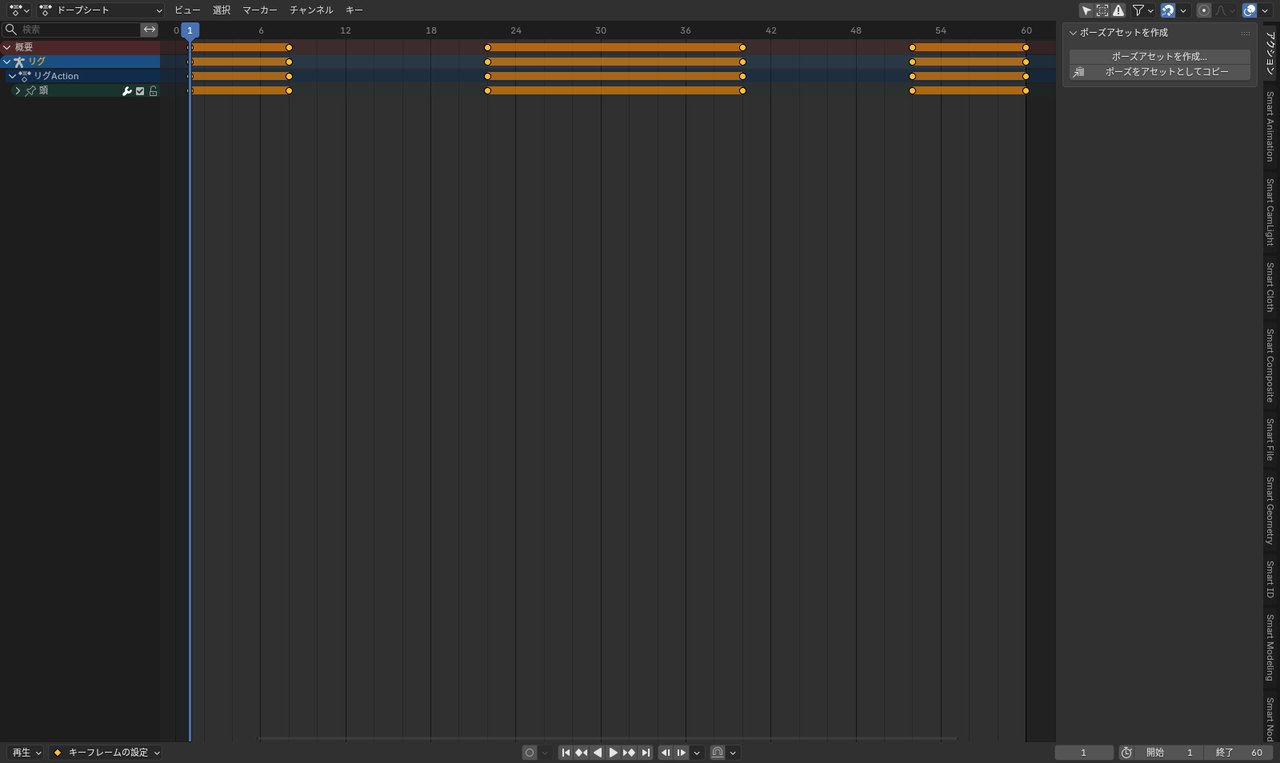 ドープシート ビュー 選択 マーカー チャンネル キー
検索
0 1 6 12 18 24 30 36 42 48 54 60
概要
リグ
リグAction
頭
ポーズアセットを作成
ポーズアセットを作成...
ポーズをアセットとしてコピー
アクション
Smart Animation
Smart CamLight
Smart Cloth
Smart Composite
Smart File
Smart Geometry
Smart ID
Smart Modeling
Smart Nod
再生 キーフレームの設定 1 開始 1 終了 60